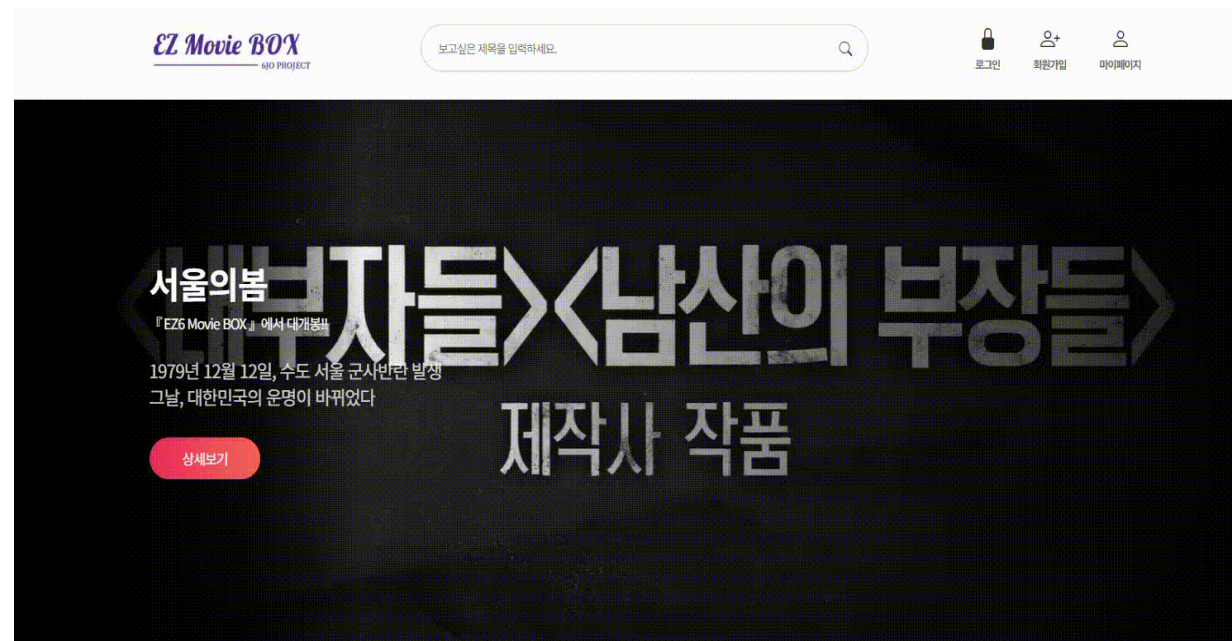 EZ Movie BOX
6JO PROJECT
보고싶은 제목을 입력하세요.
로그인
회원가입
마이페이지
<내부자들><남산의 부장들>
제작사 작품
서울의봄
『 EZ6 Movie BOX 』 에서 대개봉!!
1979년 12월 12일, 수도 서울 군사반란 발생
그날, 대한민국의 운명이 바뀌었다
상세보기